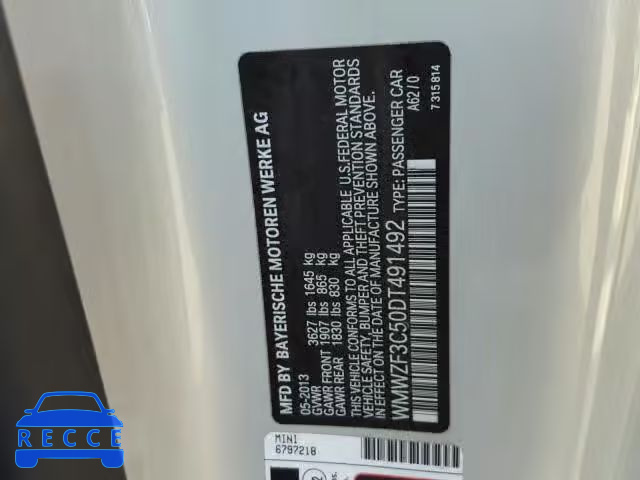 MFD BY BAYERISCHE MOTOREN WERKE AG
05-2013
GVWR 3627 lbs 1645 kg
GAWR FRONT 1907 lbs 865 kg
GAWR REAR 1830 lbs 830 kg
THIS VEHICLE CONFORMS TO ALL APPLICABLE U.S.FEDERAL MOTOR
VEHICLE SAFETY, BUMPER AND THEFT PREVENTION STANDARDS
IN EFFECT ON THE DATE OF MANUFACTURE SHOWN ABOVE.
WMWZF3C50DT491492 TYPE: PASSENGER CAR
A62/0
7 315 814
MINI
6797218
RECCE